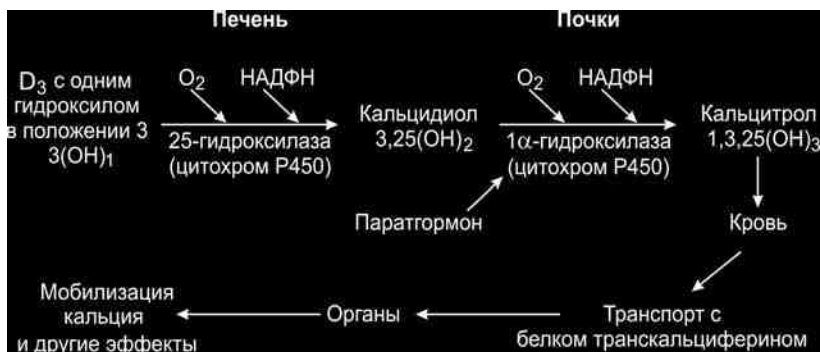 Печень
Почки
O2 НАДФН
D3 с одним
гидроксилом
в положении 3
3(OH)1
25-гидроксилаза
(цитохром P450)
Кальцидиол
3,25(OH)2
O2 НАДФН
1α-гидроксилаза
(цитохром P450)
Кальцитрол
1,3,25(OH)3
Паратгормон
Кровь
Транспорт с
белком транскальциферином
Органы
Мобилизация
кальция
и другие эффекты